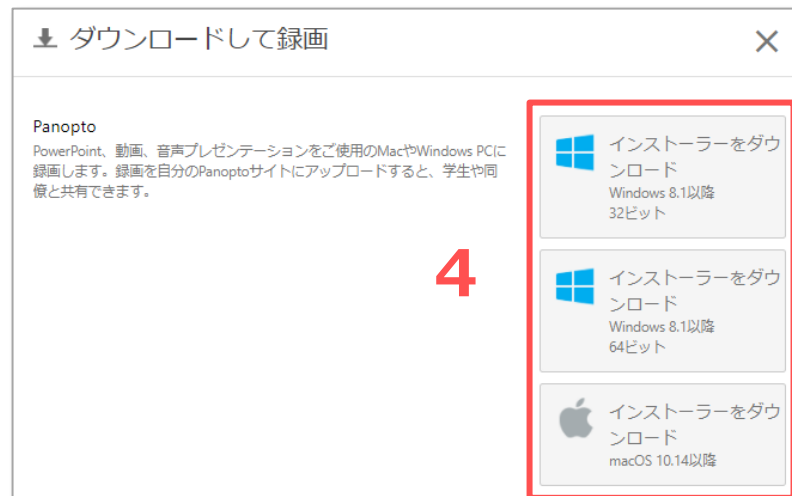 ダウンロードして録画
Panopto
PowerPoint、動画、音声プレゼンテーションをご使用のMacやWindows PCに
録画します。録画を自分のPanoptoサイトにアップロードすると、学生や同
僚と共有できます。
4
インストーラーをダウ
ンロード
Windows 8.1以降
32ビット
インストーラーをダウ
ンロード
Windows 8.1以降
64ビット
インストーラーをダウ
ンロード
macOS 10.14以降